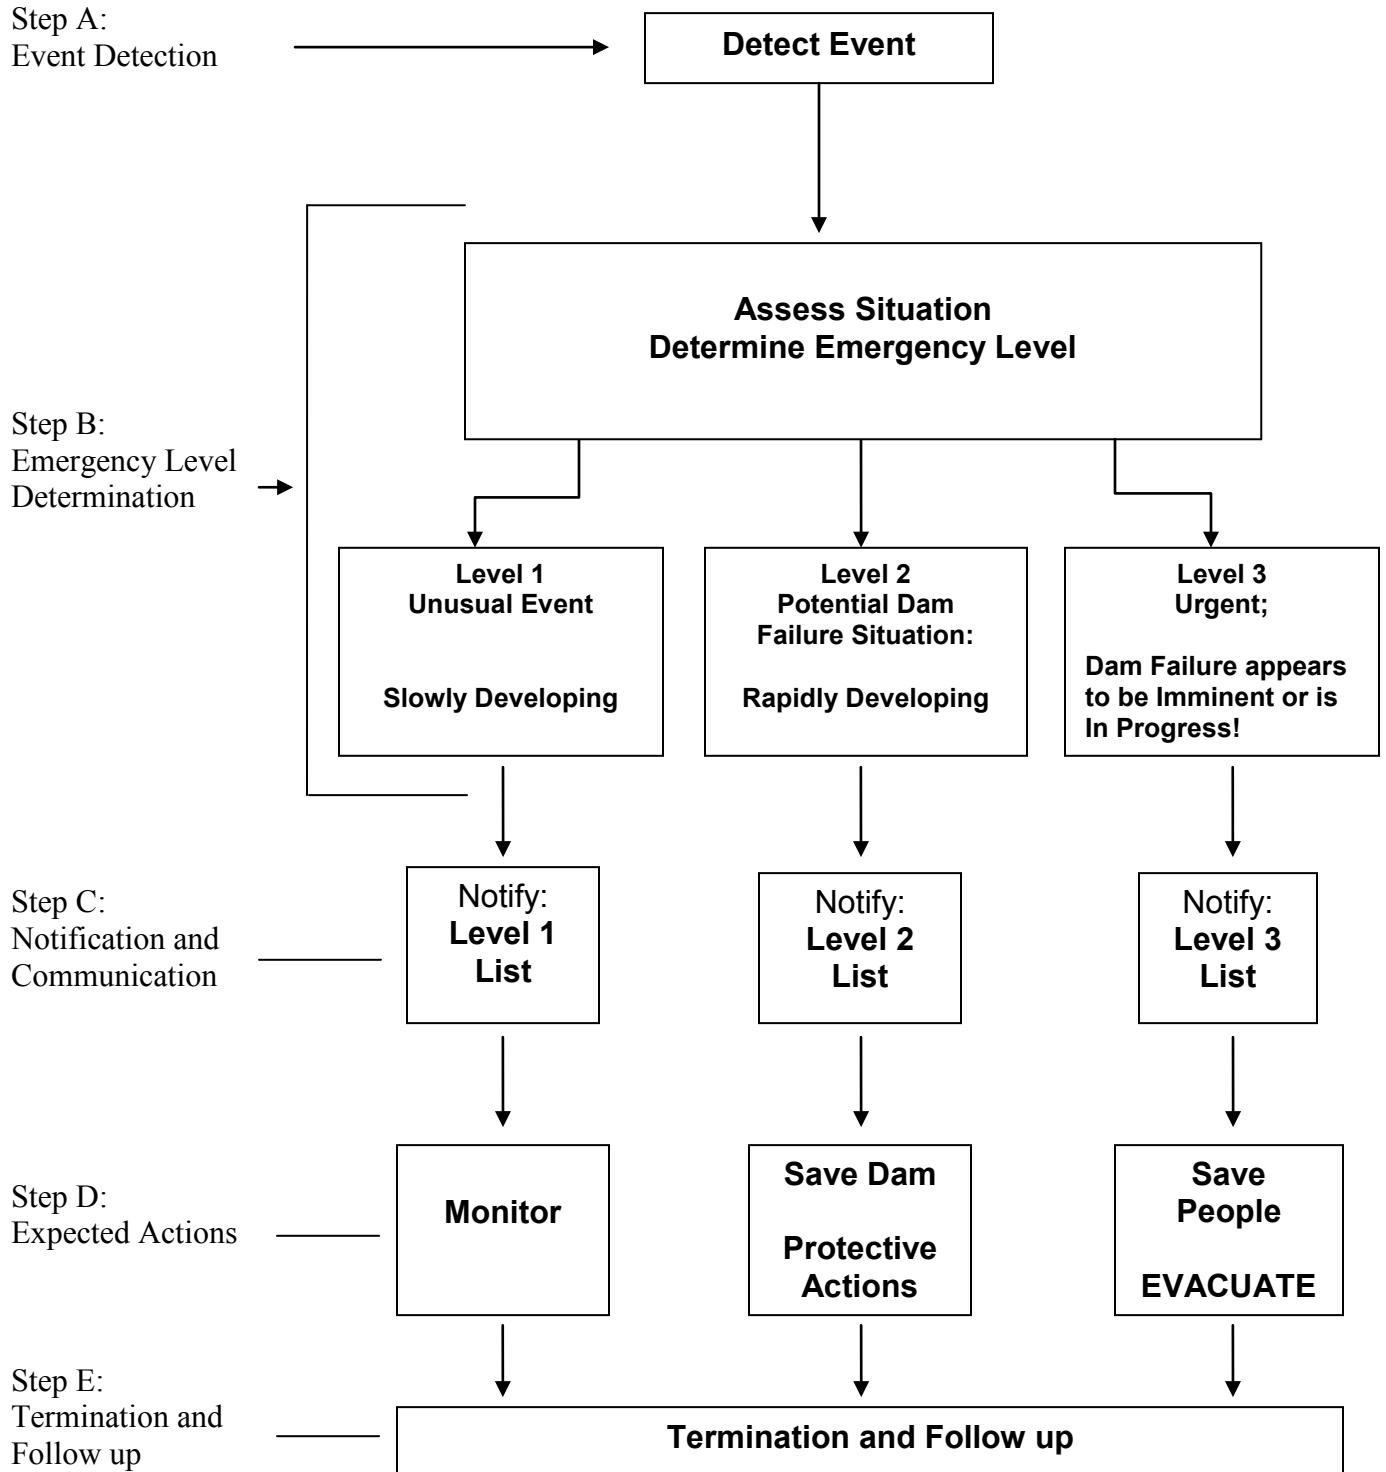 Step A:
Event Detection
Detect Event
Assess Situation
Determine Emergency Level
Step B:
Emergency Level
Determination
Level 1
Unusual Event
Slowly Developing
Level 2
Potential Dam
Failure Situation:
Rapidly Developing
Level 3
Urgent;
Dam Failure appears
to be Imminent or is
In Progress!
Step C:
Notification and
Communication
Notify:
Level 1
List
Notify:
Level 2
List
Notify:
Level 3
List
Step D:
Expected Actions
Monitor
Save Dam
Protective
Actions
Save
People
EVACUATE
Step E:
Termination and
Follow up
Termination and Follow up